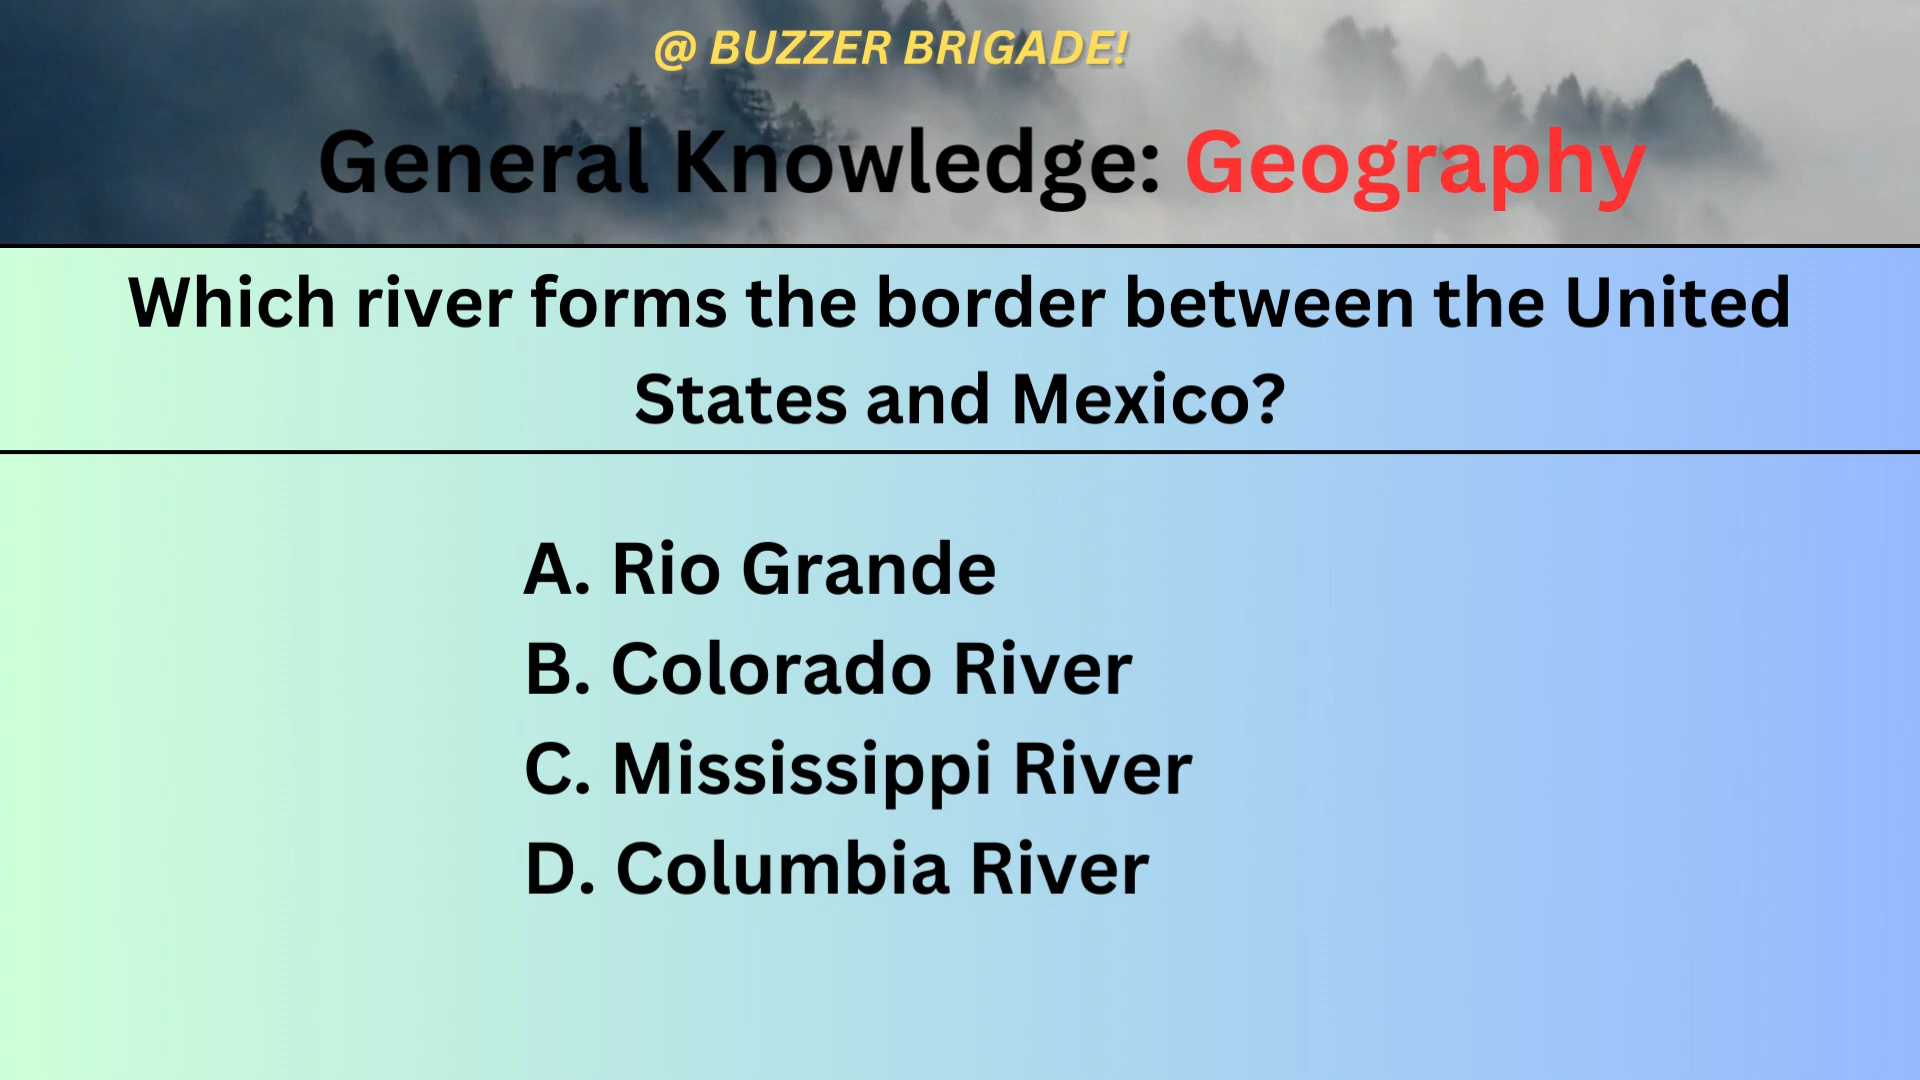 @ BUZZER BRIGADE!
General Knowledge: Geography
Which river forms the border between the United
States and Mexico?
A. Rio Grande
B. Colorado River
C. Mississippi River
D. Columbia River